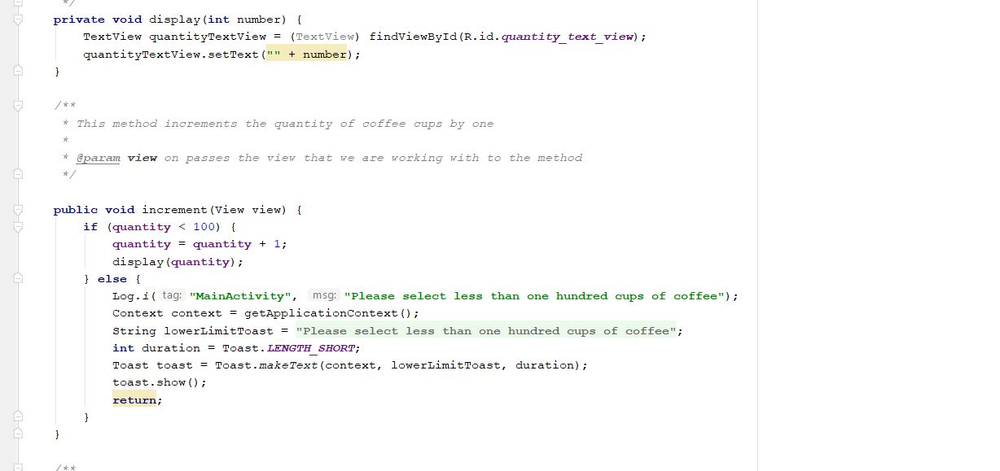 */
private void display(int number) {
TextView quantityTextView = (TextView) findViewById(R.id.quantity_text_view);
quantityTextView.setText("" + number);
}
/**
* This method increments the quantity of coffee cups by one
*
* @param view on passes the view that we are working with to the method
*/
public void increment(View view) {
if (quantity < 100) {
quantity = quantity + 1;
display(quantity);
} else {
Log.i( tag: "MainActivity", msg: "Please select less than one hundred cups of coffee");
Context context = getApplicationContext();
String lowerLimitToast = "Please select less than one hundred cups of coffee";
int duration = Toast.LENGTH_SHORT;
Toast toast = Toast.makeText(context, lowerLimitToast, duration);
toast.show();
return;
}
}
/**